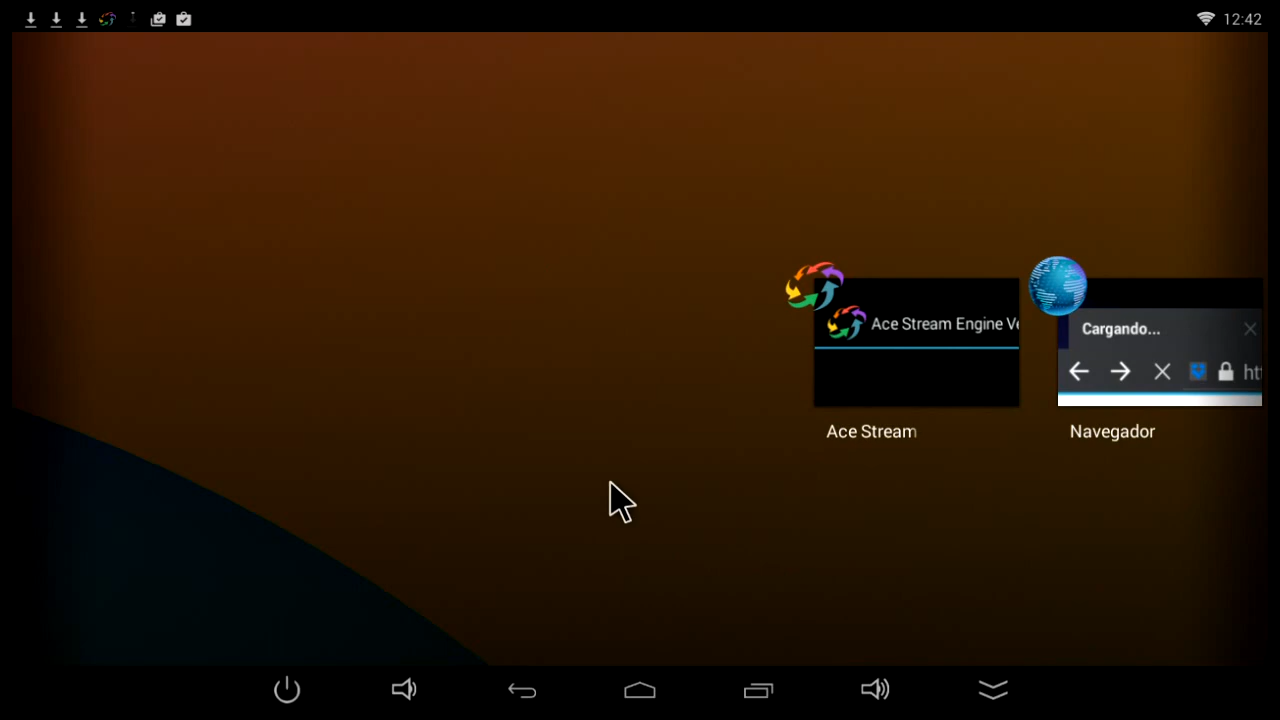 12:42
Ace Stream Engine Ve
Cargando...
htt
Ace Stream
Navegador